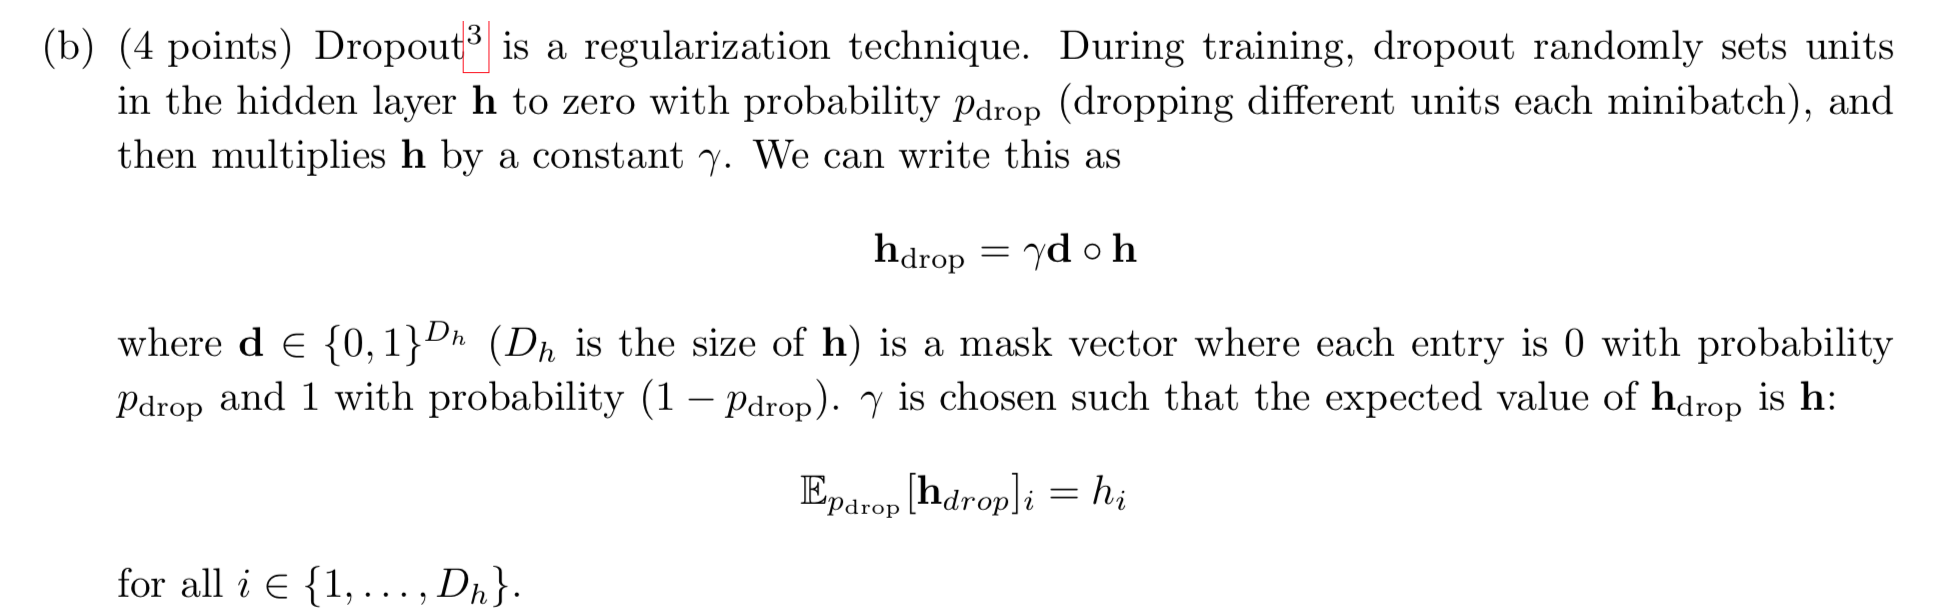 (b) (4 points) Dropout³ is a regularization technique. During training, dropout randomly sets units
in the hidden layer h to zero with probability p_drop (dropping different units each minibatch), and
then multiplies h by a constant γ. We can write this as
h_drop = γd ∘ h
where d ∈ {0, 1}^{D_h} (D_h is the size of h) is a mask vector where each entry is 0 with probability
p_drop and 1 with probability (1 − p_drop). γ is chosen such that the expected value of h_drop is h:
𝔼_{p_drop}[h_{drop}]_i = h_i
for all i ∈ {1, . . . , D_h}.